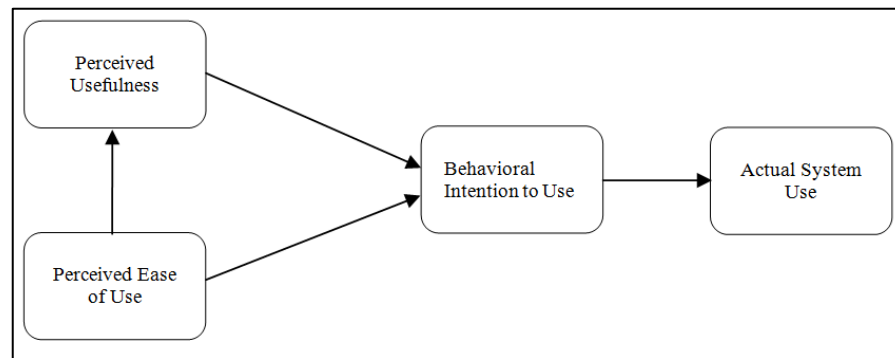 Perceived
Usefulness
Behavioral
Intention to Use
Actual System
Use
Perceived Ease
of Use